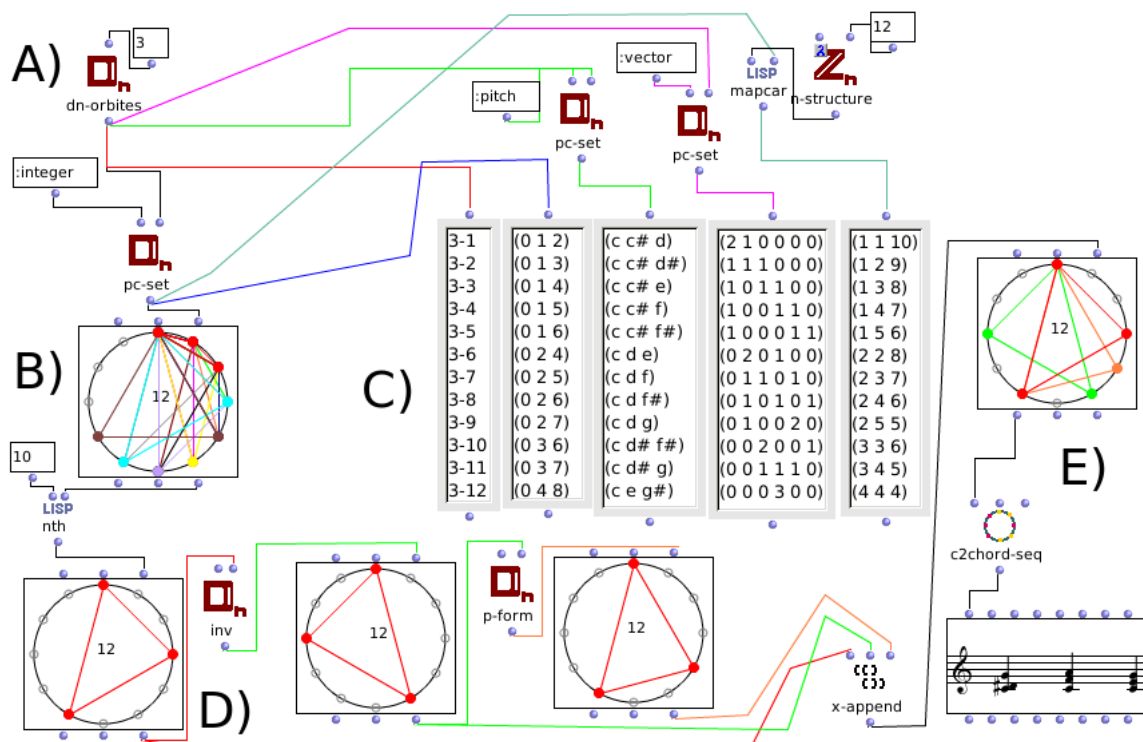 A)
3
dn-orbites
:integer
pc-set
:pitch
pc-set
:vector
pc-set
LISP
mapcar
12
n-structure
B)
12
10
LISP
nth
C)
3-1 (0 1 2) (c c# d) (2 1 0 0 0 0) (1 1 10)
3-2 (0 1 3) (c c# d#) (1 1 1 0 0 0) (1 2 9)
3-3 (0 1 4) (c c# e) (1 0 1 1 0 0) (1 3 8)
3-4 (0 1 5) (c c# f) (1 0 0 1 1 0) (1 4 7)
3-5 (0 1 6) (c c# f#) (1 0 0 0 1 1) (1 5 6)
3-6 (0 2 4) (c d e) (0 2 0 1 0 0) (2 2 8)
3-7 (0 2 5) (c d f) (0 1 1 0 1 0) (2 3 7)
3-8 (0 2 6) (c d f#) (0 1 0 1 0 1) (2 4 6)
3-9 (0 2 7) (c d g) (0 1 0 0 2 0) (2 5 5)
3-10 (0 3 6) (c d# f#) (0 0 2 0 0 1) (3 3 6)
3-11 (0 3 7) (c d# g) (0 0 1 1 1 0) (3 4 5)
3-12 (0 4 8) (c e g#) (0 0 0 3 0 0) (4 4 4)
12
E)
c2chord-seq
12
D)
inv
12
p-form
12
x-append